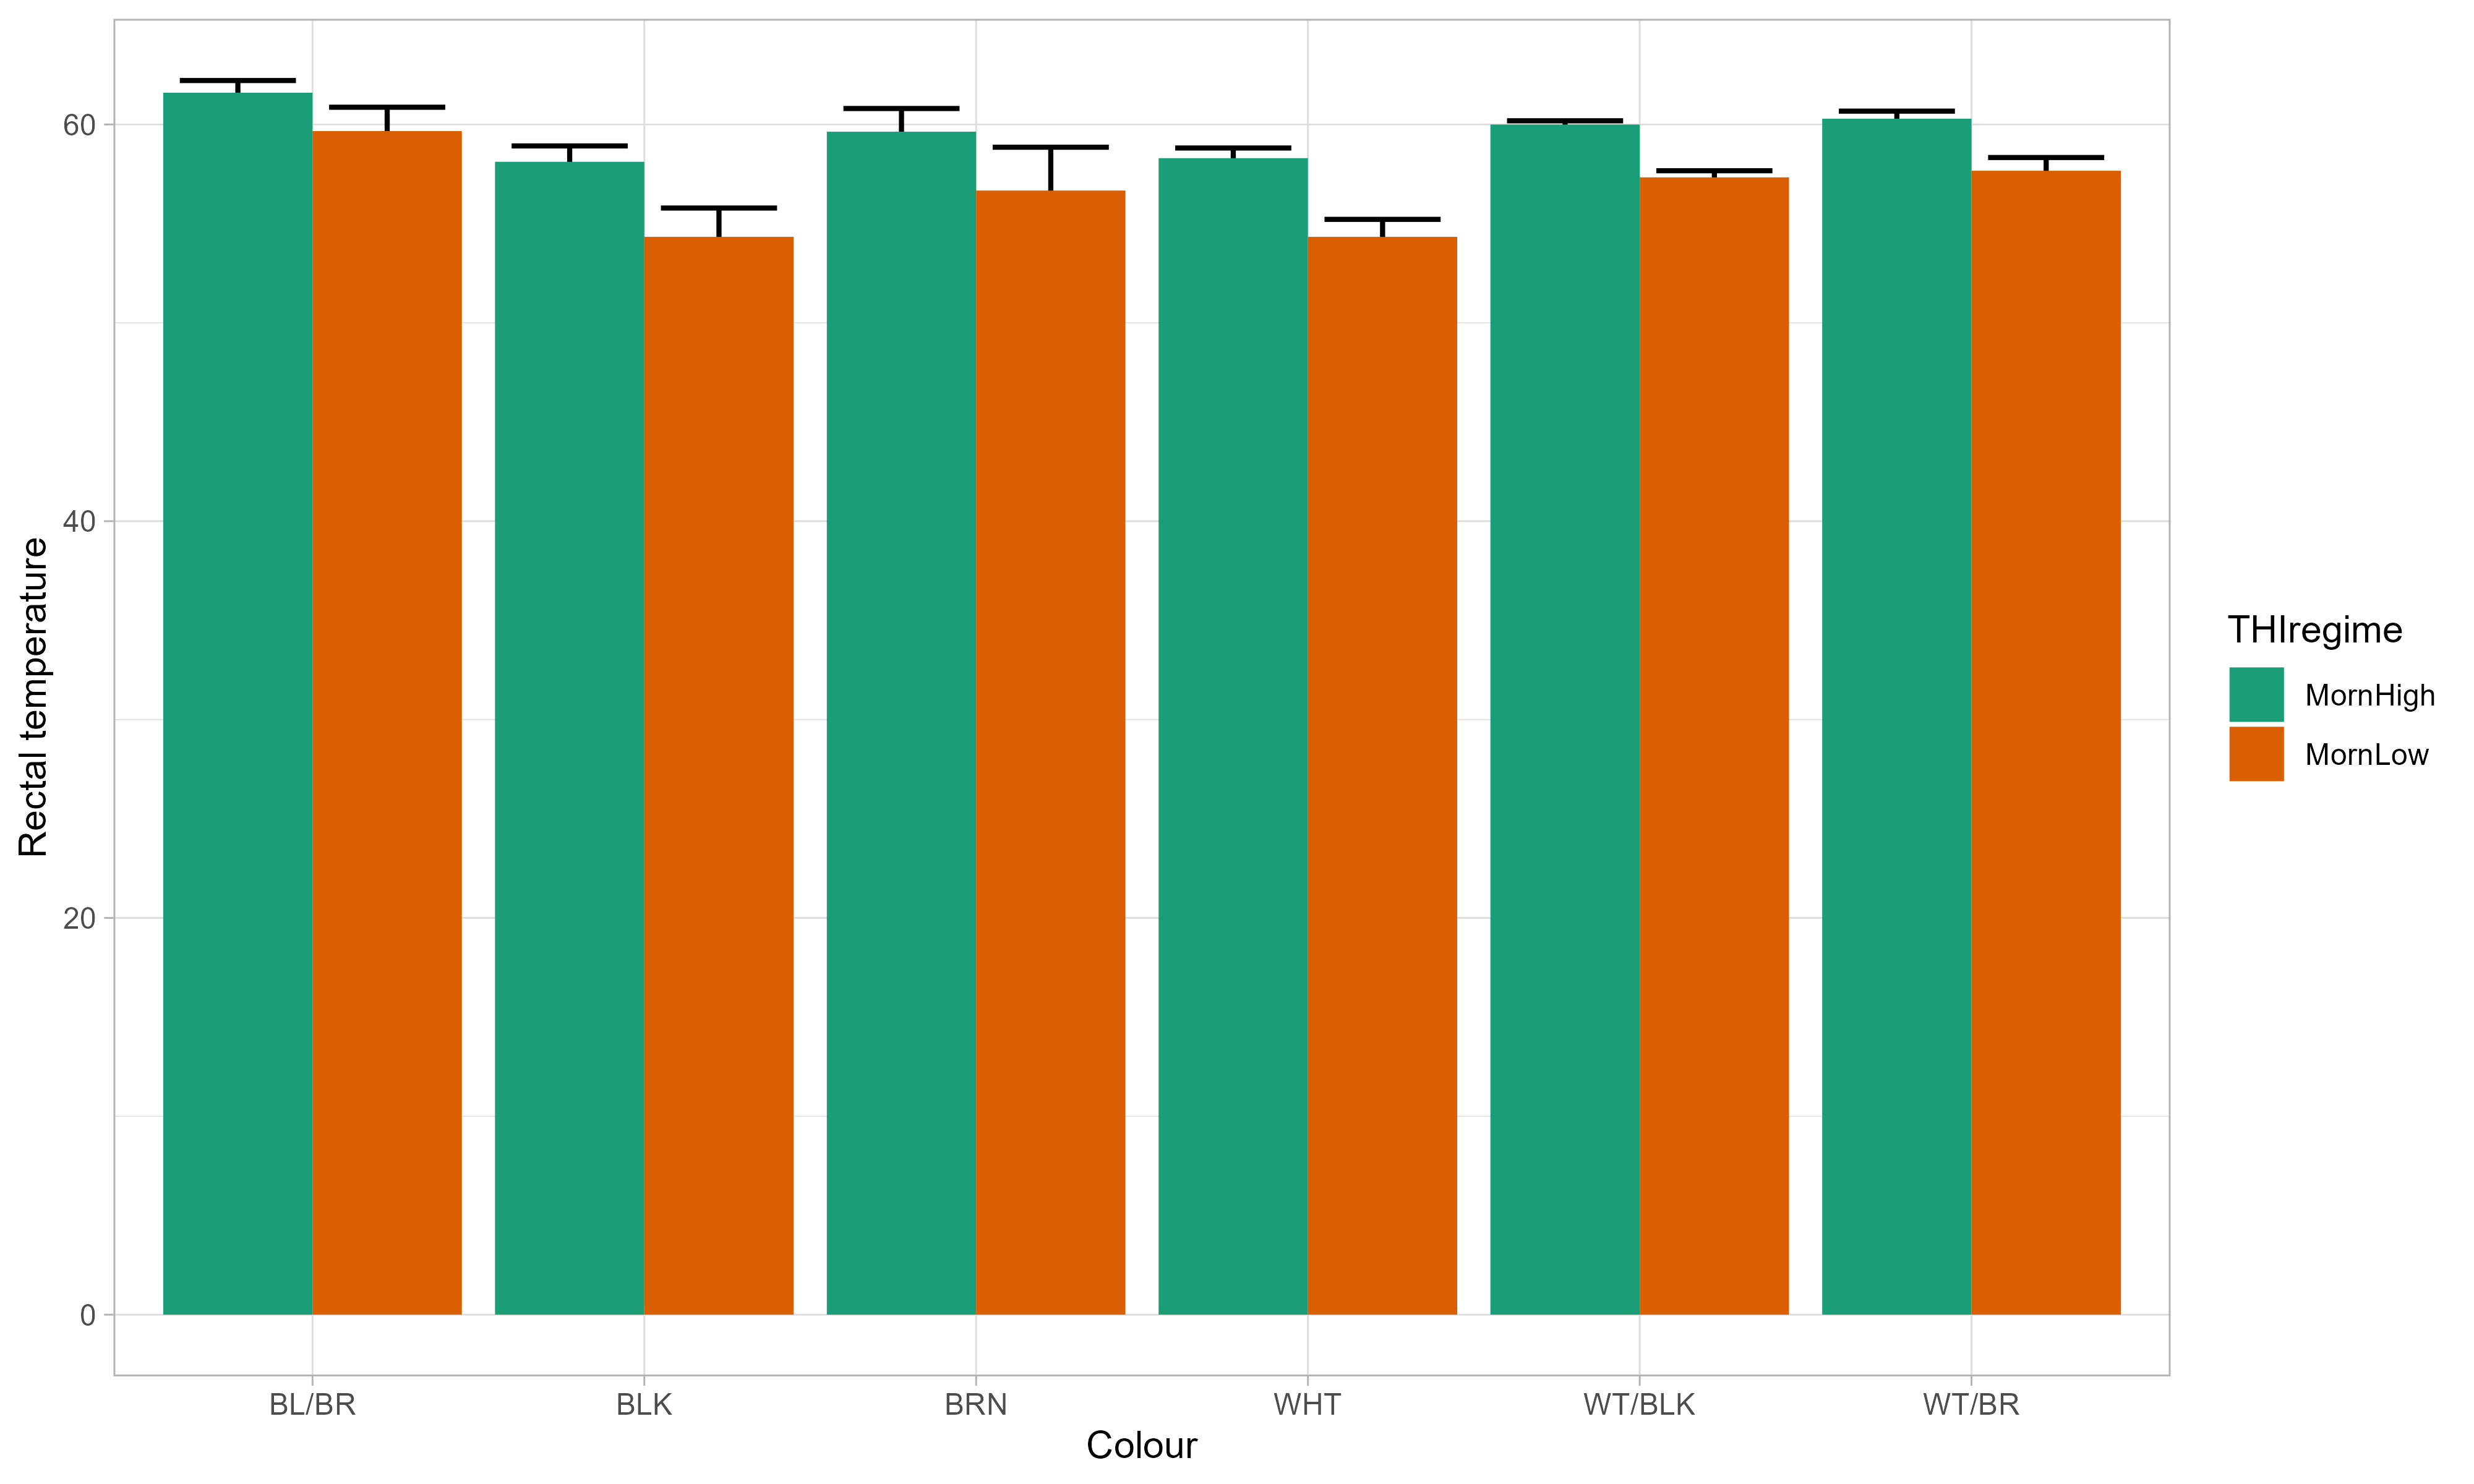 60
40
20
0
Rectal temperature
BL/BR
BLK
BRN
WHT
WT/BLK
WT/BR
Colour
THIregime
MornHigh
MornLow